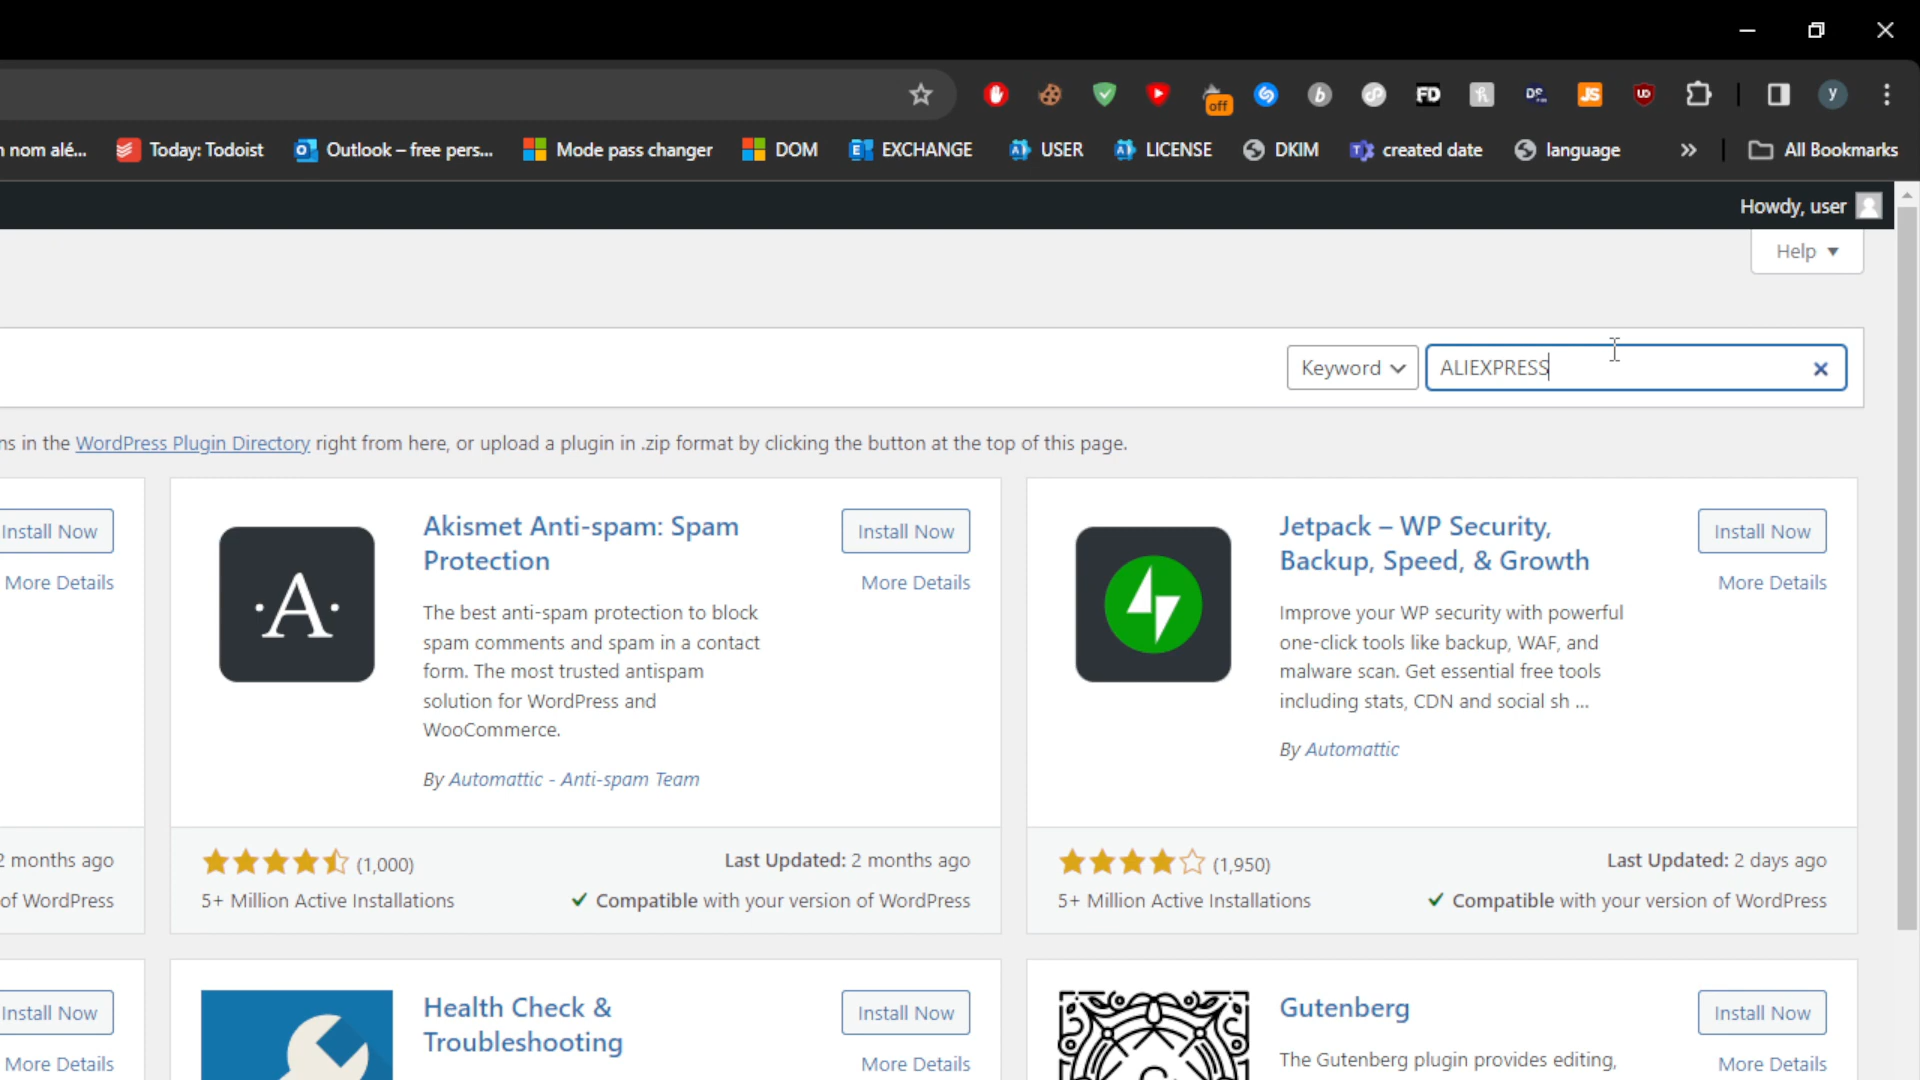 off
b
FD
DS
JS
UD
y
n nom alé...
Today: Todoist
Outlook – free pers...
Mode pass changer
DOM
EXCHANGE
USER
LICENSE
DKIM
created date
language
»
All Bookmarks
Howdy, user
Help
Keyword
ALIEXPRESS
ns in the WordPress Plugin Directory right from here, or upload a plugin in .zip format by clicking the button at the top of this page.
Install Now
More Details
·A·
Akismet Anti-spam: Spam
Protection
Install Now
More Details
The best anti-spam protection to block
spam comments and spam in a contact
form. The most trusted antispam
solution for WordPress and
WooCommerce.
By Automattic - Anti-spam Team
Jetpack – WP Security,
Backup, Speed, & Growth
Install Now
More Details
Improve your WP security with powerful
one-click tools like backup, WAF, and
malware scan. Get essential free tools
including stats, CDN and social sh ...
By Automattic
2 months ago
of WordPress
(1,000)
Last Updated: 2 months ago
5+ Million Active Installations
Compatible with your version of WordPress
(1,950)
Last Updated: 2 days ago
5+ Million Active Installations
Compatible with your version of WordPress
Install Now
More Details
Health Check &
Troubleshooting
Install Now
More Details
Gutenberg
Install Now
More Details
The Gutenberg plugin provides editing,